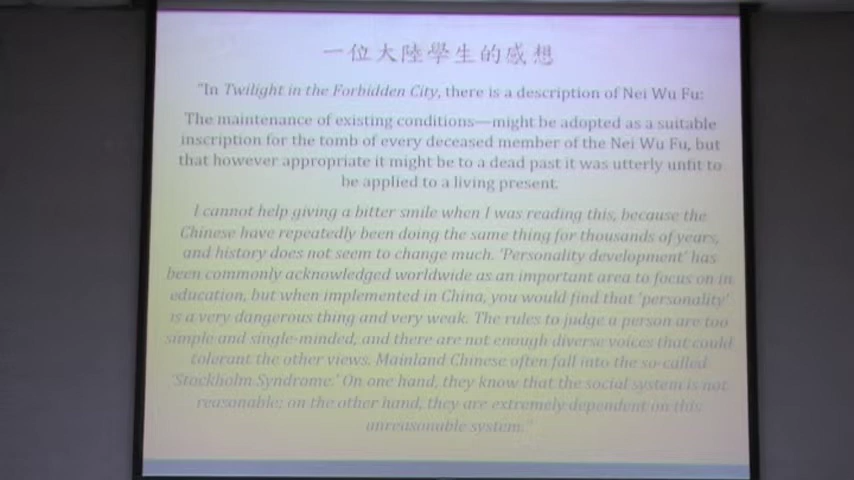 一位大陸學生的感想
"In Twilight in the Forbidden City, there is a description of Nei Wu Fu:
The maintenance of existing conditions—might be adopted as a suitable
inscription for the tomb of every deceased member of the Nei Wu Fu, but
that however appropriate it might be to a dead past it was utterly unfit to
be applied to a living present.
I cannot help giving a bitter smile when I was reading this, because the
Chinese have repeatedly been doing the same thing for thousands of years,
and history does not seem to change much. 'Personality development' has
been commonly acknowledged worldwide as an important area to focus on in
education, but when implemented in China, you would find that 'personality'
is a very dangerous thing and very weak. The rules to judge a person are too
simple and single-minded, and there are not enough diverse voices that could
tolerant the other views. Mainland Chinese often fall into the so-called
'Stockholm Syndrome.' On one hand, they know that the social system is not
reasonable; on the other hand, they are extremely dependent on this
unreasonable system."